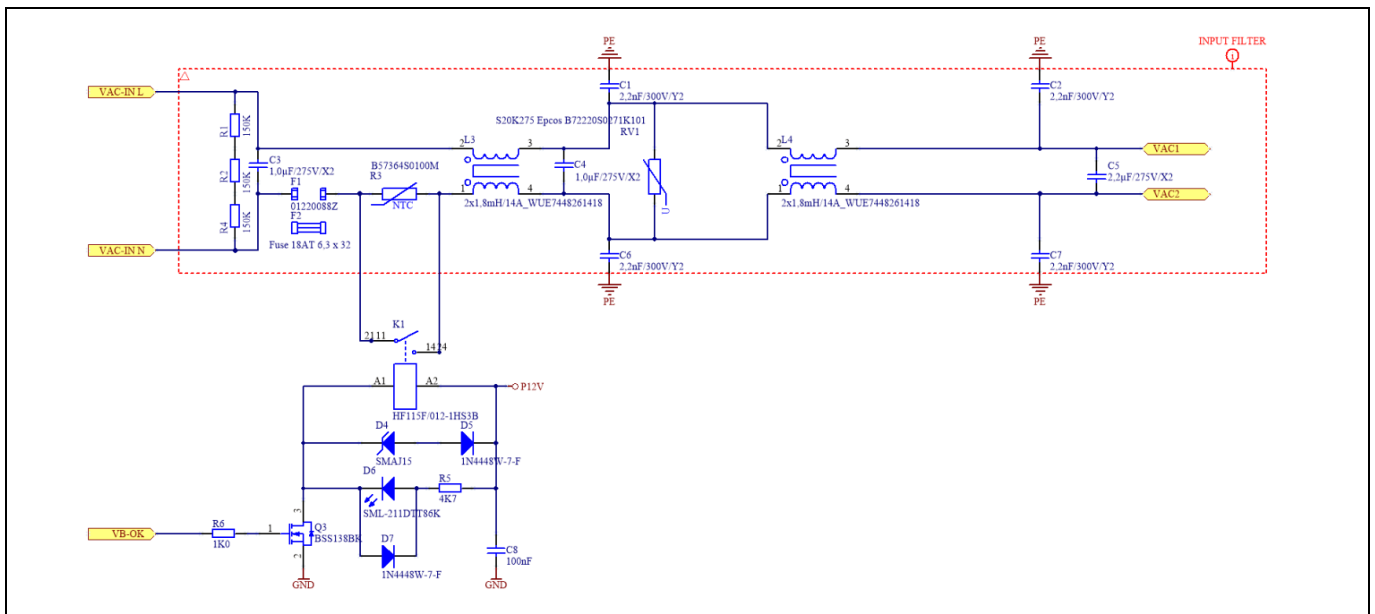 PE
PE
INPUT FILTER
i
VAC-IN L
C1
2,2nF/300V/Y2
C2
2,2nF/300V/Y2
S20K275 Epcos B72220S0271K101
RV1
R1
150K
2
L3
3
2
L4
3
VAC1
C3
1,0µF/275V/X2
B57364S0100M
R3
C4
1,0µF/275V/X2
C5
2,2µF/275V/X2
R2
150K
F1
01220088Z
NTC
1
4
2x1,8mH/14A_WUE7448261418
U
1
4
2x1,8mH/14A_WUE7448261418
VAC2
R4
150K
F2
Fuse 18AT 6,3 x 32
VAC-IN N
C6
2,2nF/300V/Y2
C7
2,2nF/300V/Y2
PE
PE
K1
2111
1424
A1
A2
P12V
HF115F/012-1HS3B
D4
SMAJ15
D5
1N4448W-7-F
D6
SML-211DTT86K
R5
4K7
VB-OK
R6
1K0
1
3
Q3
BSS138BK
2
D7
1N4448W-7-F
C8
100nF
GND
GND